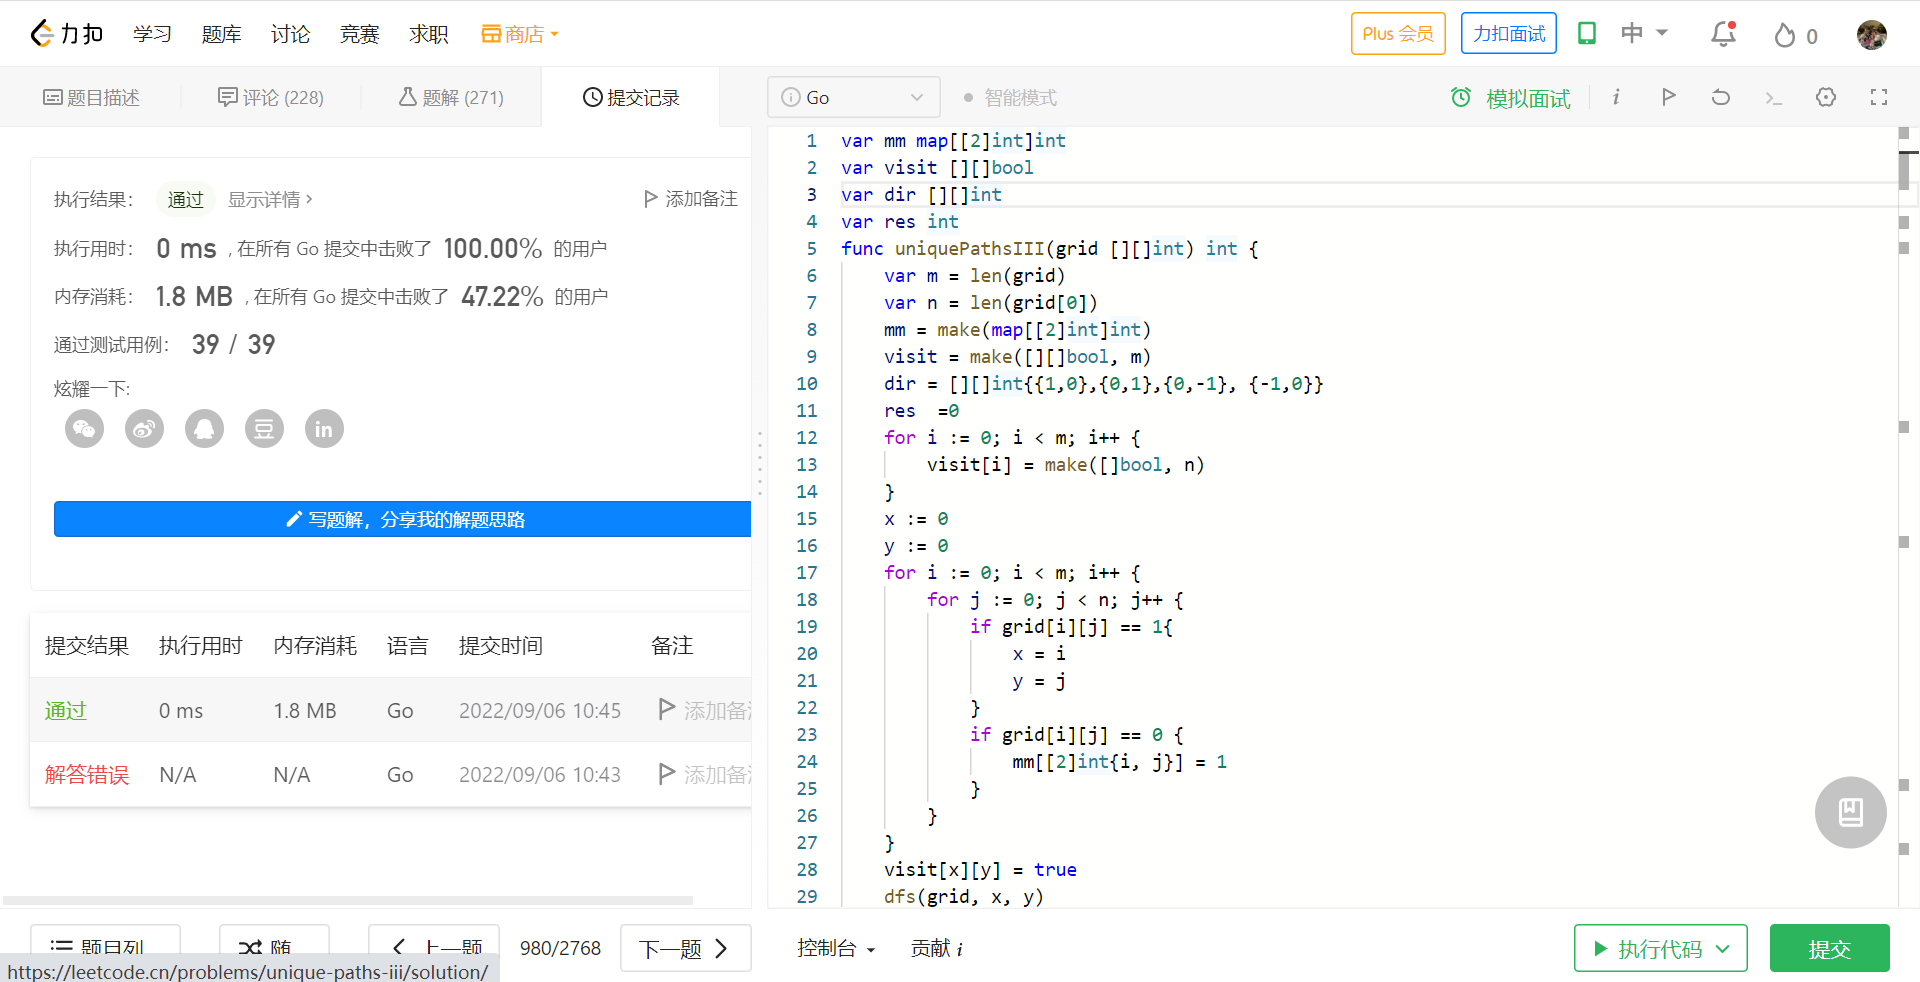 力扣 学习 题库 讨论 竞赛 求职 商店 Plus 会员 力扣面试 中 0
题目描述 评论 (228) 题解 (271) 提交记录
Go 智能模式 模拟面试
执行结果： 通过 显示详情 添加备注
执行用时： 0 ms , 在所有 Go 提交中击败了 100.00% 的用户
内存消耗： 1.8 MB , 在所有 Go 提交中击败了 47.22% 的用户
通过测试用例： 39 / 39
炫耀一下:
豆 in
写题解，分享我的解题思路
提交结果 执行用时 内存消耗 语言 提交时间 备注
通过 0 ms 1.8 MB Go 2022/09/06 10:45 添加备
解答错误 N/A N/A Go 2022/09/06 10:43 添加备
1 var mm map[[2]int]int
2 var visit [][]bool
3 var dir [][]int
4 var res int
5 func uniquePathsIII(grid [][]int) int {
6 var m = len(grid)
7 var n = len(grid[0])
8 mm = make(map[[2]int]int)
9 visit = make([][]bool, m)
10 dir = [][]int{{1,0},{0,1},{0,-1}, {-1,0}}
11 res  =0
12 for i := 0; i < m; i++ {
13 visit[i] = make([]bool, n)
14 }
15 x := 0
16 y := 0
17 for i := 0; i < m; i++ {
18 for j := 0; j < n; j++ {
19 if grid[i][j] == 1{
20 x = i
21 y = j
22 }
23 if grid[i][j] == 0 {
24 mm[[2]int{i, j}] = 1
25 }
26 }
27 }
28 visit[x][y] = true
29 dfs(grid, x, y)
题目列 随 上一题 980/2768 下一题 控制台 贡献 i 执行代码 提交
https://leetcode.cn/problems/unique-paths-iii/solution/